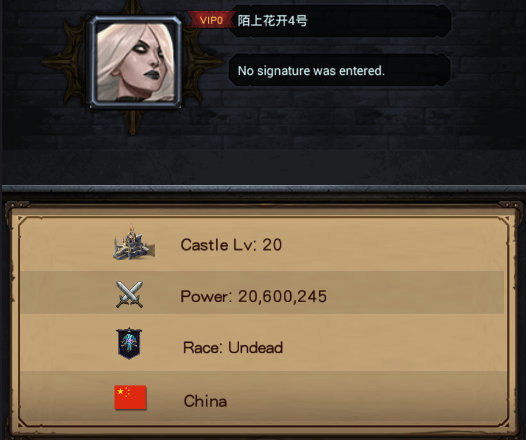 VIP0
陌上花开4号
No signature was entered.
Castle Lv: 20
Power: 20,600,245
Race: Undead
China